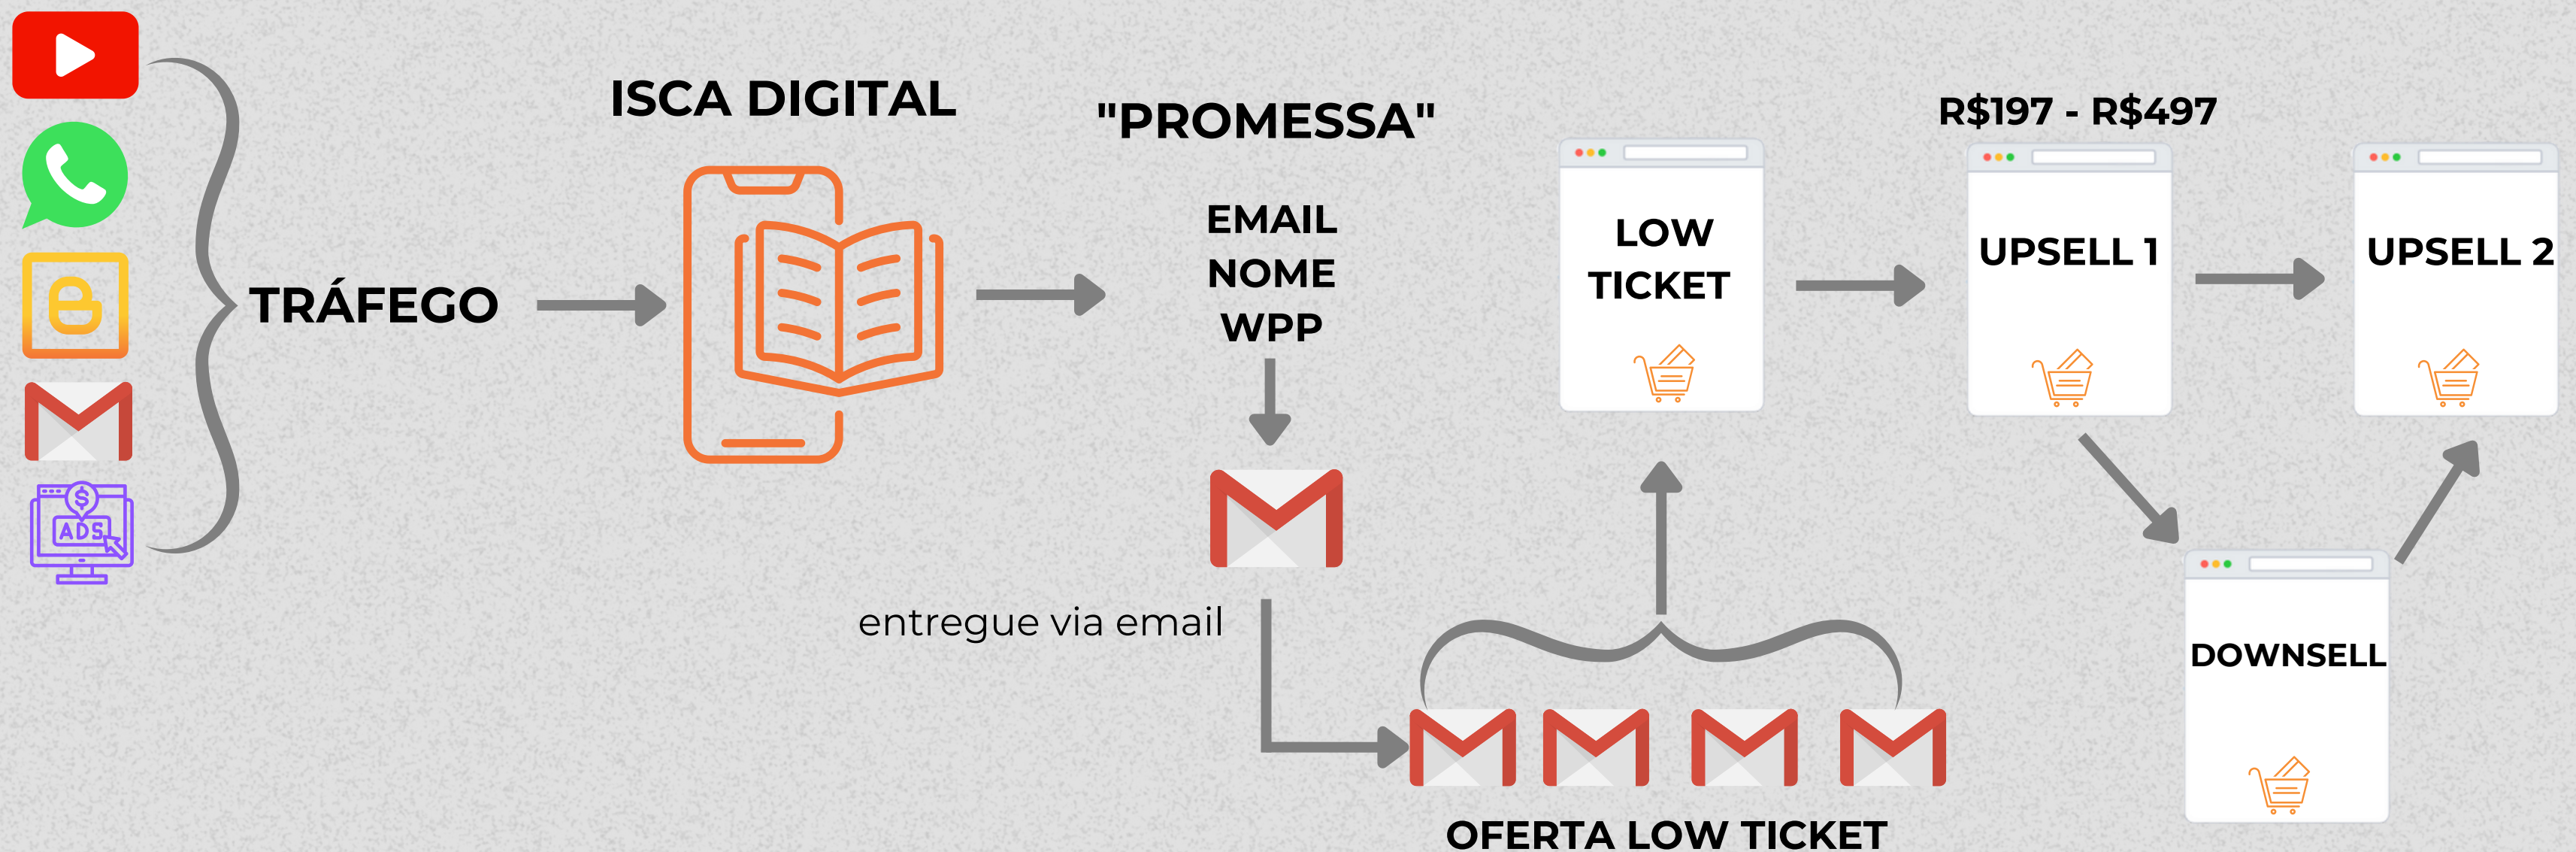 TRÁFEGO
ADS
ISCA DIGITAL
"PROMESSA"
EMAIL
NOME
WPP
entregue via email
OFERTA LOW TICKET
LOW
TICKET
R$197 - R$497
UPSELL 1
UPSELL 2
DOWNSELL